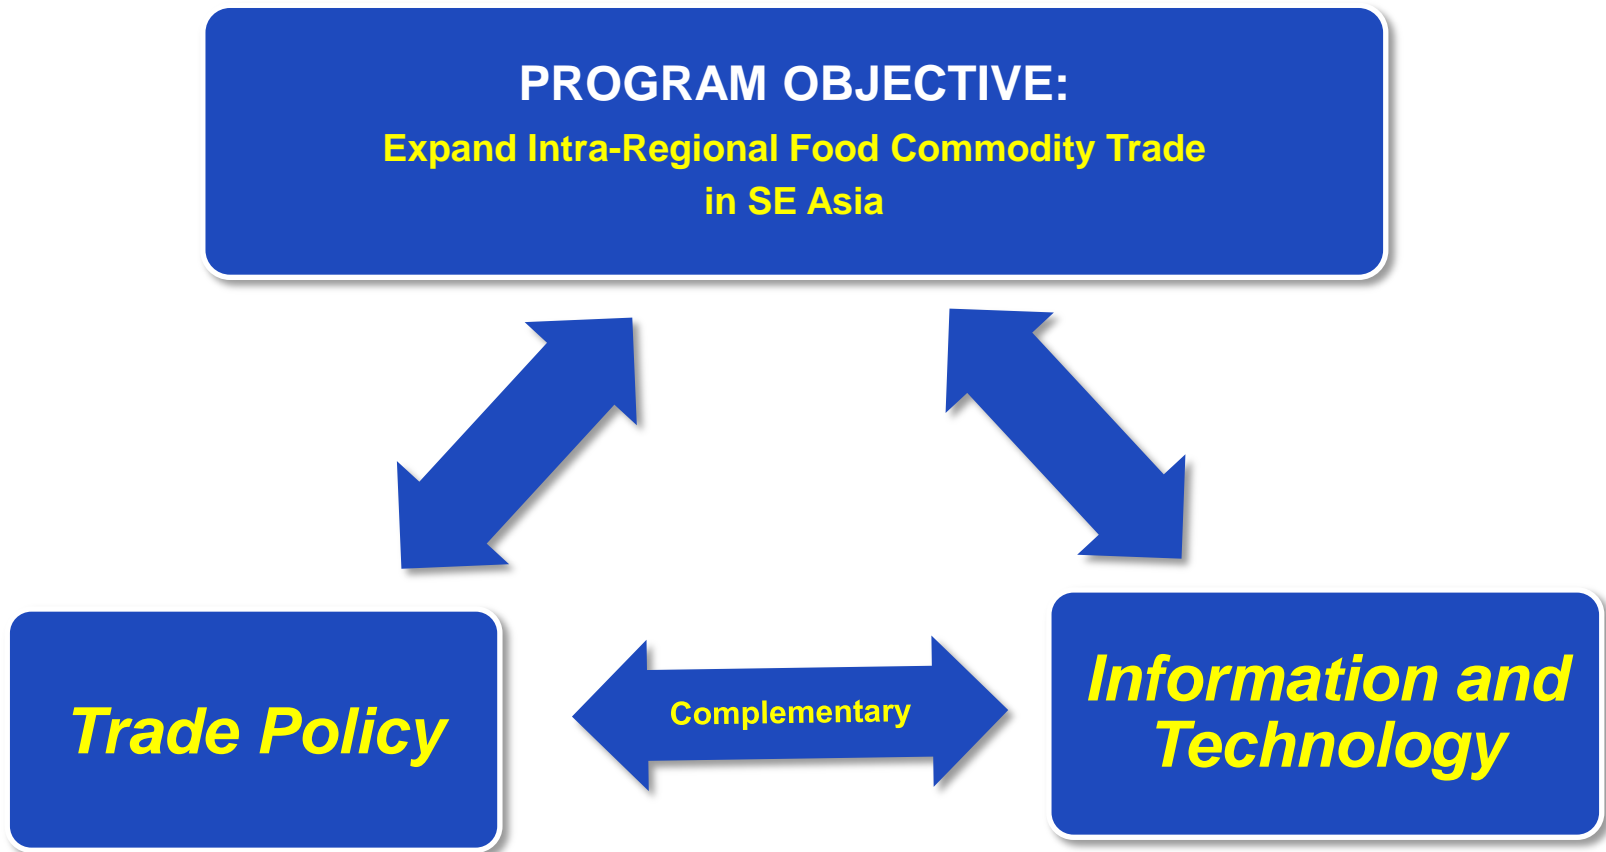 PROGRAM OBJECTIVE:
Expand Intra-Regional Food Commodity Trade
in SE Asia
Trade Policy
Complementary
Information and
Technology